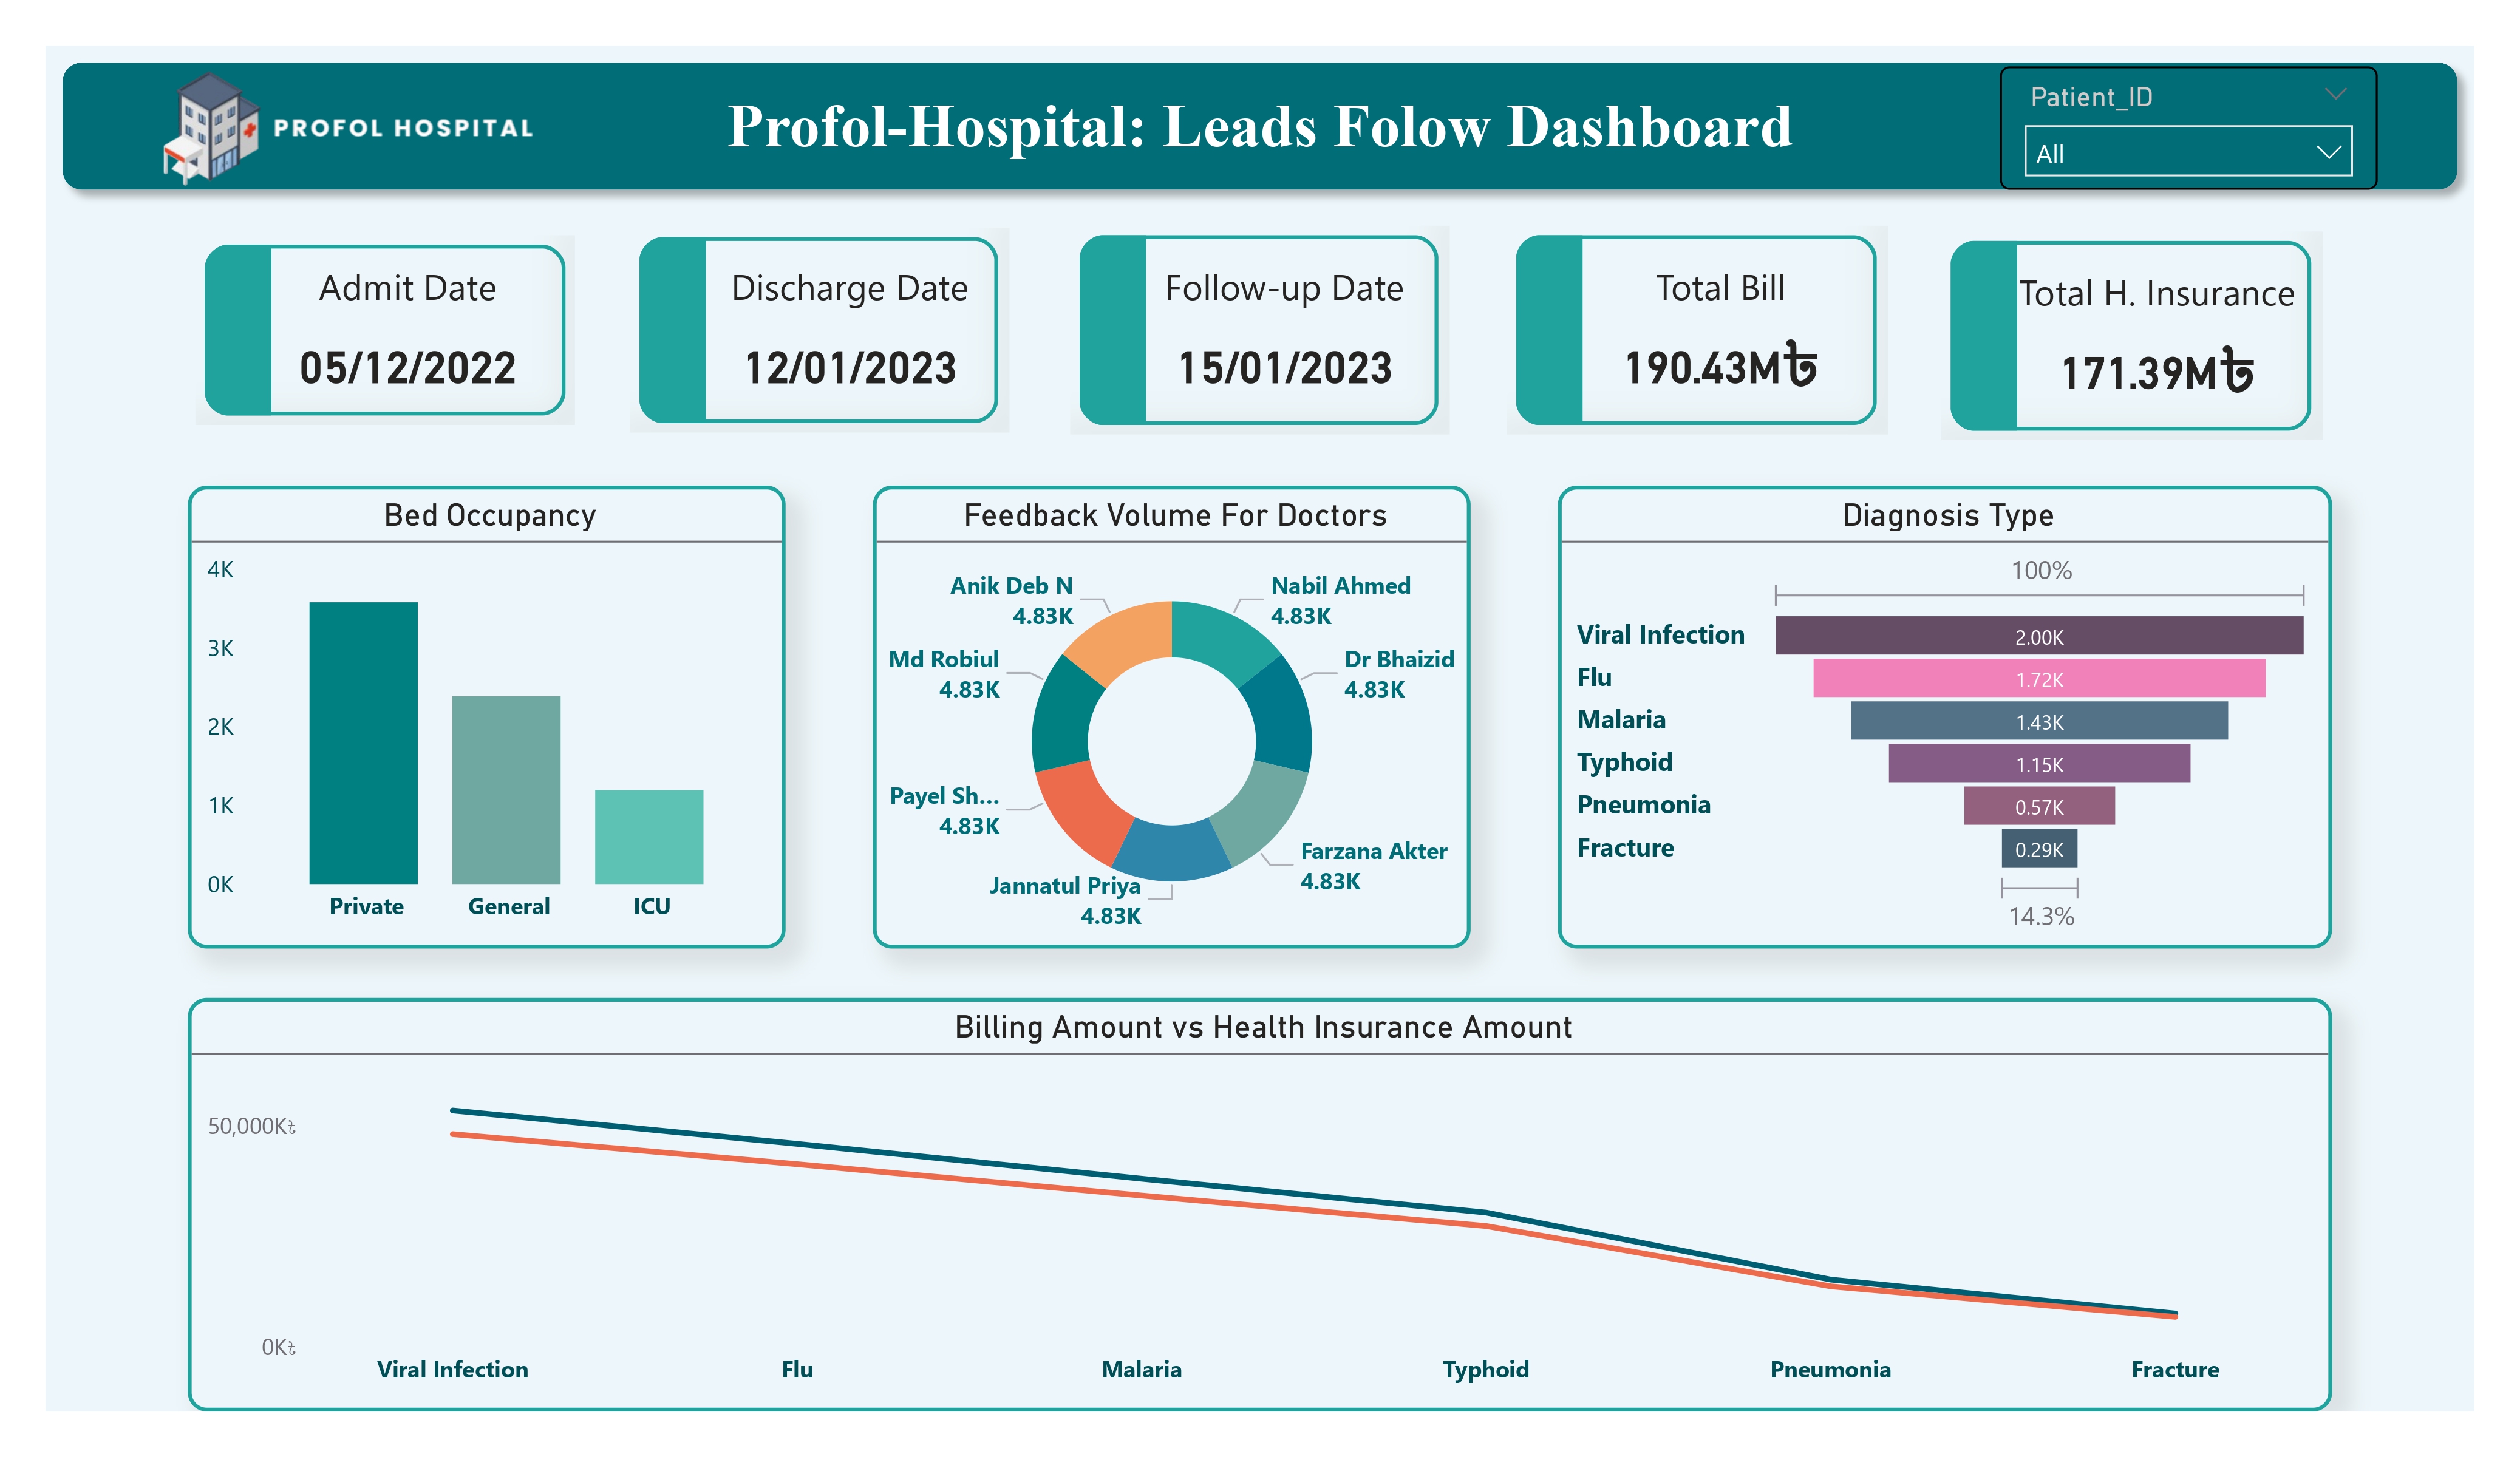 PROFOL HOSPITAL
Profol-Hospital: Leads Folow Dashboard
Patient_ID
All
Admit Date
05/12/2022
Discharge Date
12/01/2023
Follow-up Date
15/01/2023
Total Bill
190.43M৳
Total H. Insurance
171.39M৳
Bed Occupancy
4K
3K
2K
1K
0K
Private
General
ICU
Feedback Volume For Doctors
Anik Deb N
4.83K
Nabil Ahmed
4.83K
Md Robiul
4.83K
Dr Bhaizid
4.83K
Payel Sh...
4.83K
Farzana Akter
4.83K
Jannatul Priya
4.83K
Diagnosis Type
100%
Viral Infection
2.00K
Flu
1.72K
Malaria
1.43K
Typhoid
1.15K
Pneumonia
0.57K
Fracture
0.29K
14.3%
Billing Amount vs Health Insurance Amount
50,000K৳
0K৳
Viral Infection
Flu
Malaria
Typhoid
Pneumonia
Fracture